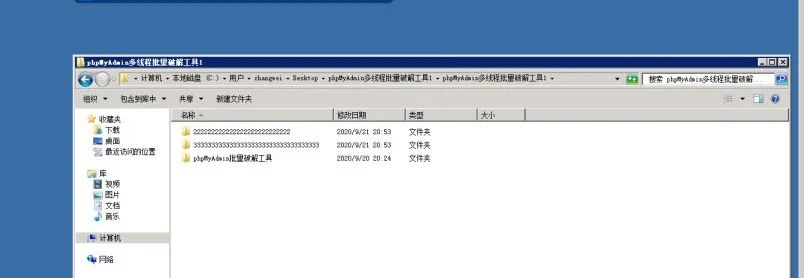 phpMyAdmin多线程批量破解工具1
计算机 ▸ 本地磁盘 (C:) ▸ 用户 ▸ zhangwei ▸ Desktop ▸ phpMyAdmin多线程批量破解工具1 ▸ phpMyAdmin多线程批量破解工具1 ▸
搜索 phpMyAdmin多线程批量破解...
组织 包含到库中 共享 新建文件夹
名称 修改日期 类型 大小
收藏夹
下载
桌面
最近访问的位置
库
视频
图片
文档
音乐
计算机
网络
2020/9/21 20:53 文件夹
2020/9/21 20:53 文件夹
phpMyAdmin批量破解工具 2020/9/20 20:24 文件夹